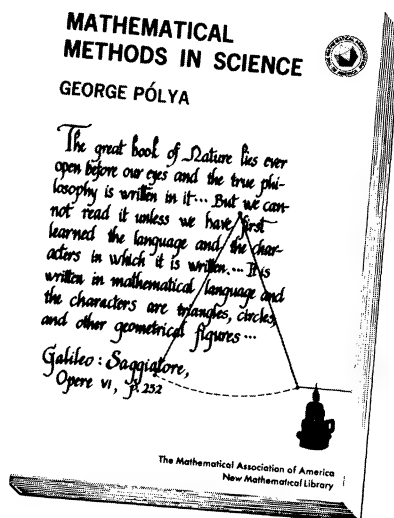 MATHEMATICAL
METHODS IN SCIENCE
GEORGE PÓLYA
The great book of Nature lies ever
open before our eyes and the true phi-
losophy is written in it··· But we can-
not read it unless we have first
learned the language and the char-
acters in which it is written.··· It is
written in mathematical language and
the characters are triangles, circles,
and other geometrical figures···
Galileo: Saggiatore,
Opere VI, p. 232
The Mathematical Association of America
New Mathematical Library